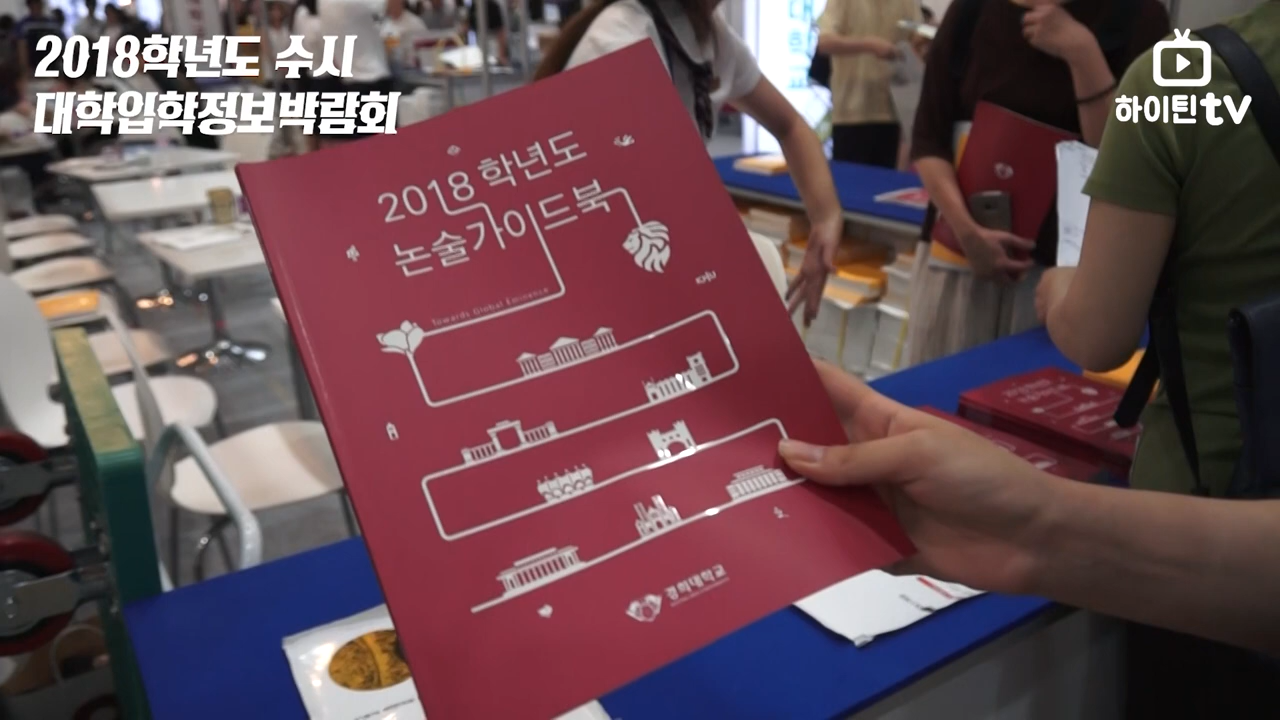 2018학년도 수시
대학입학정보박람회
하이틴tv
2018 학년도
논술가이드북
Towards Global Eminence
KHU
경희대학교